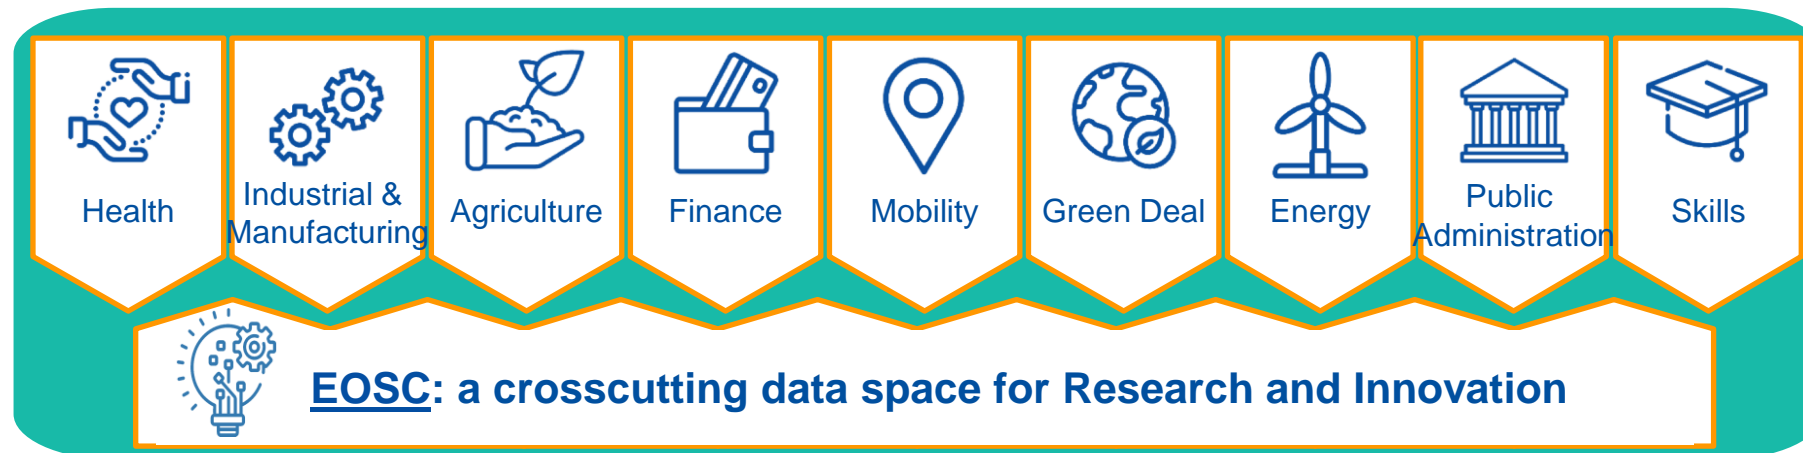 Health
Industrial &
Manufacturing
Agriculture
Finance
Mobility
Green Deal
Energy
Public
Administration
Skills
EOSC: a crosscutting data space for Research and Innovation